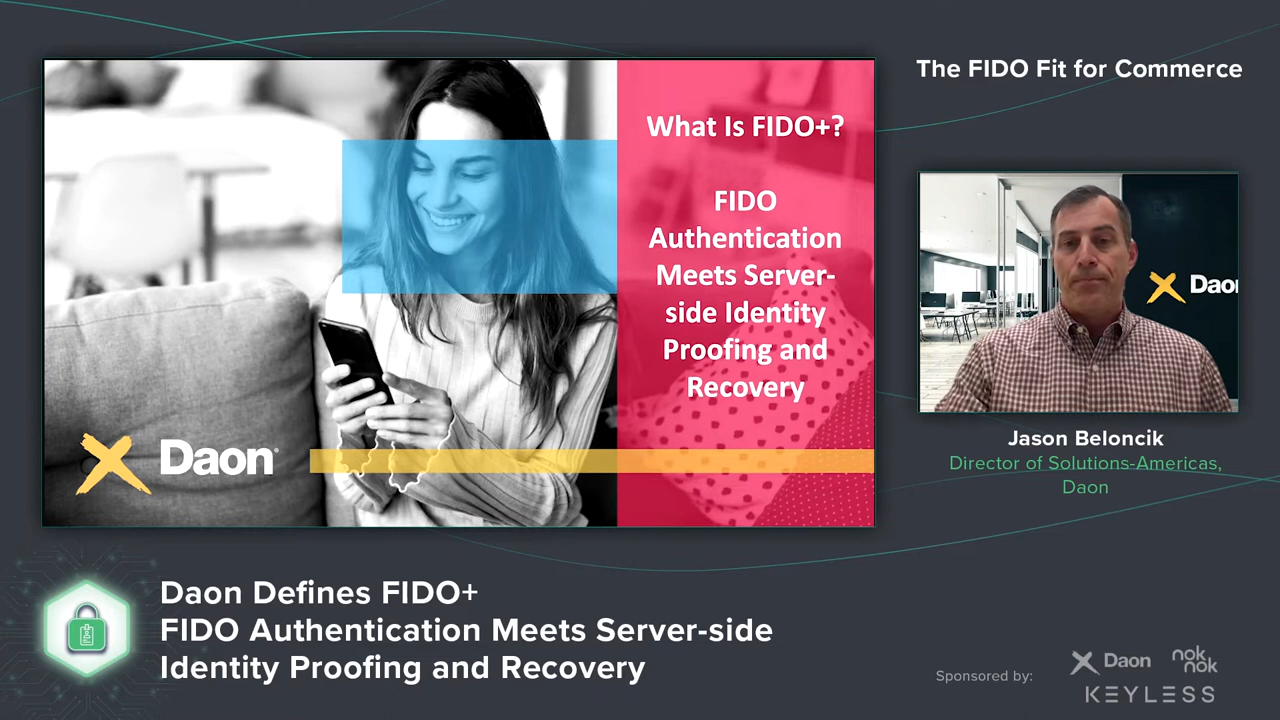 The FIDO Fit for Commerce
What Is FIDO+?
FIDO
Authentication
Meets Server-
side Identity
Proofing and
Recovery
Daon
Daon
Jason Beloncik
Director of Solutions-Americas,
Daon
Daon Defines FIDO+
FIDO Authentication Meets Server-side
Identity Proofing and Recovery
Sponsored by:
Daon
nok
nok
KEYLESS